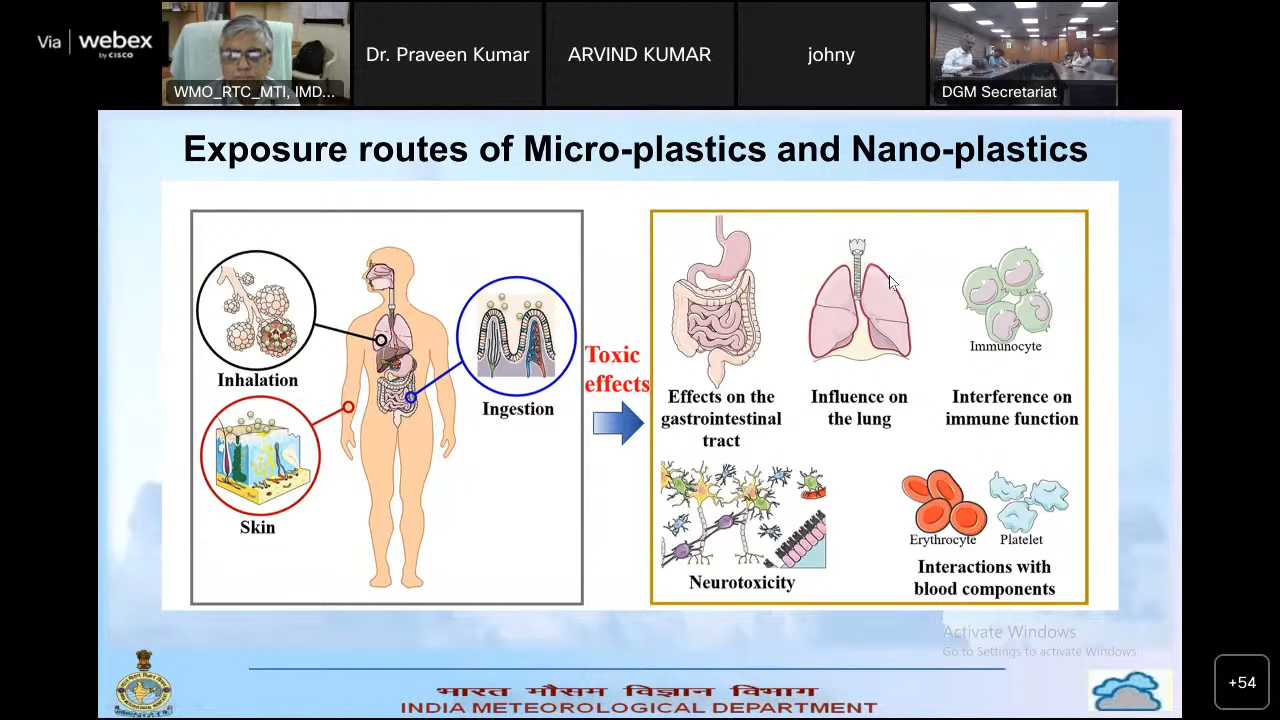 Via webex
by CISCO
WMO_RTC_MTI, IMD...
Dr. Praveen Kumar
ARVIND KUMAR
johny
DGM Secretariat
Exposure routes of Micro-plastics and Nano-plastics
Inhalation
Ingestion
Skin
Toxic
effects
Immunocyte
Effects on the
gastrointestinal
tract
Influence on
the lung
Interference on
immune function
Neurotoxicity
Erythrocyte
Platelet
Interactions with
blood components
Activate Windows
Go to Settings to activate Windows.
भारत मौसम विज्ञान विभाग
INDIA METEOROLOGICAL DEPARTMENT
+54